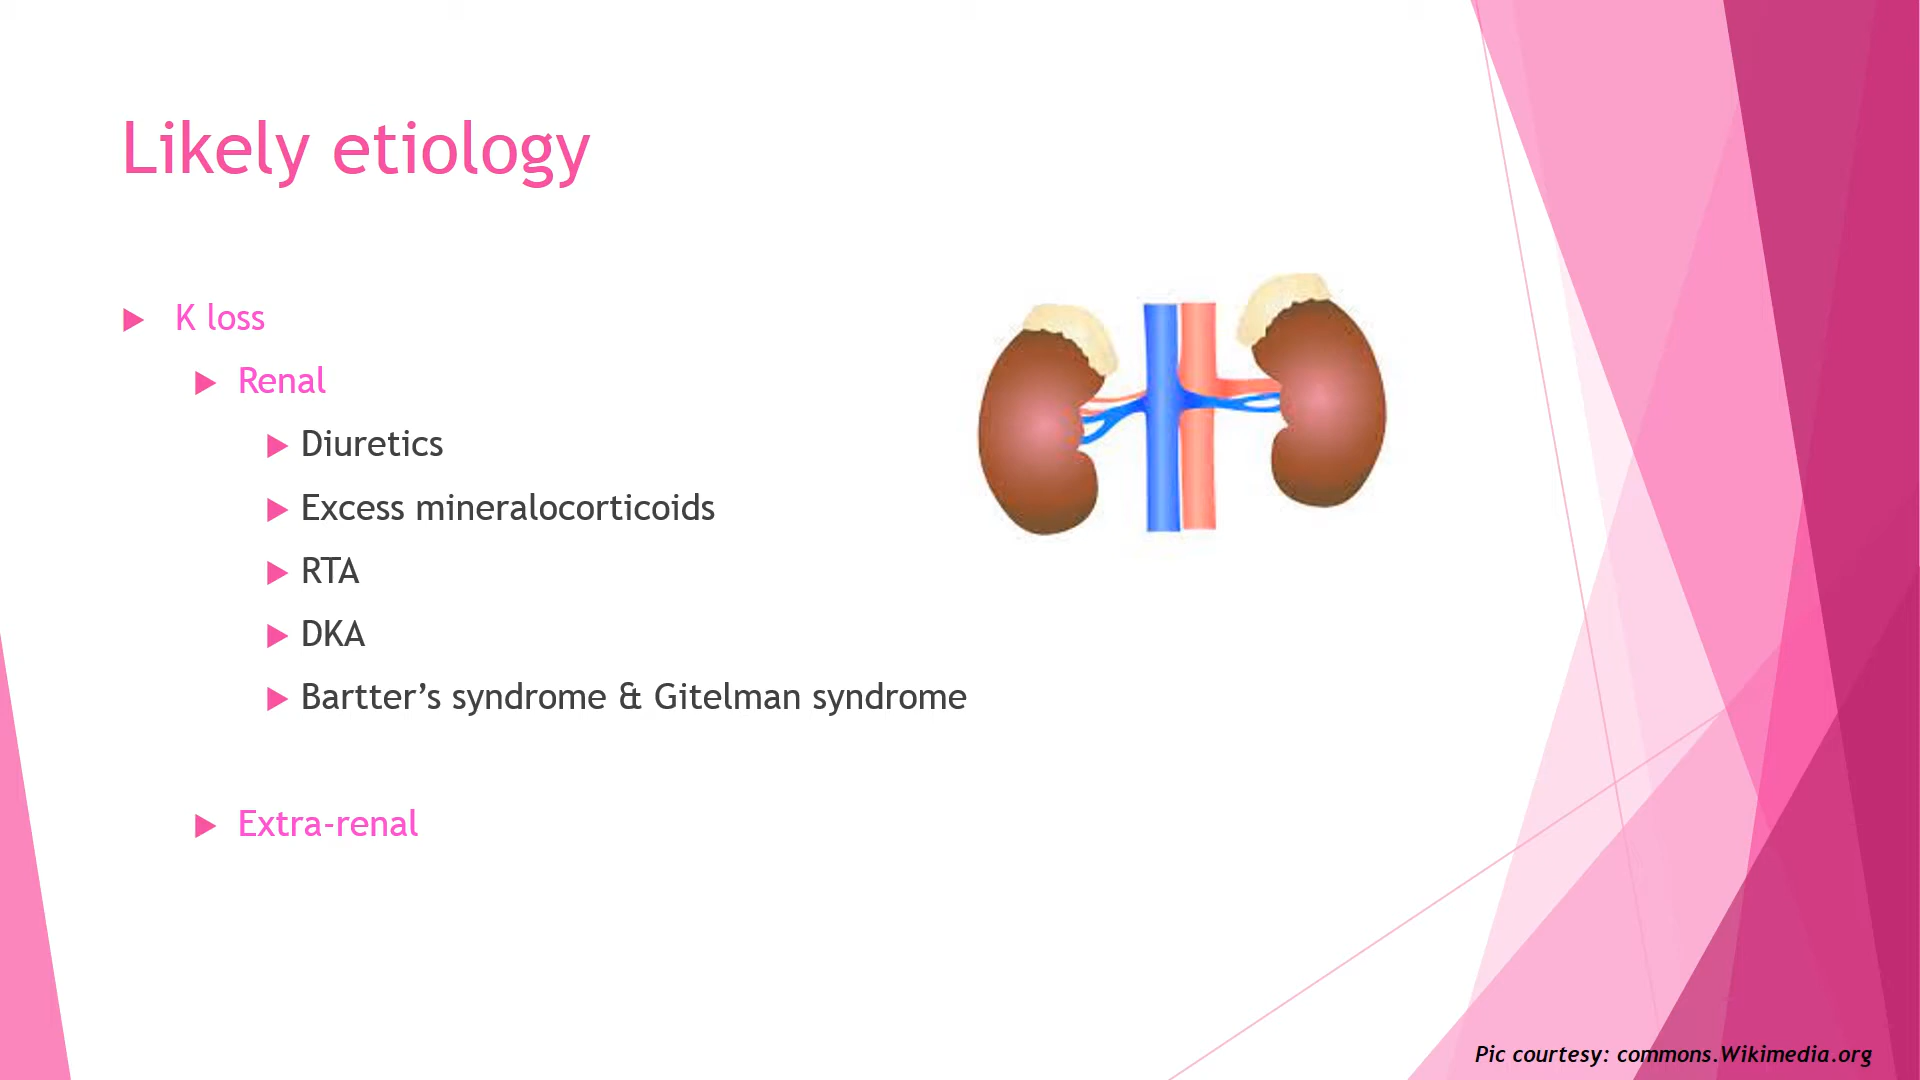 Likely etiology
K loss
Renal
Diuretics
Excess mineralocorticoids
RTA
DKA
Bartter’s syndrome & Gitelman syndrome
Extra-renal
Pic courtesy: commons.Wikimedia.org